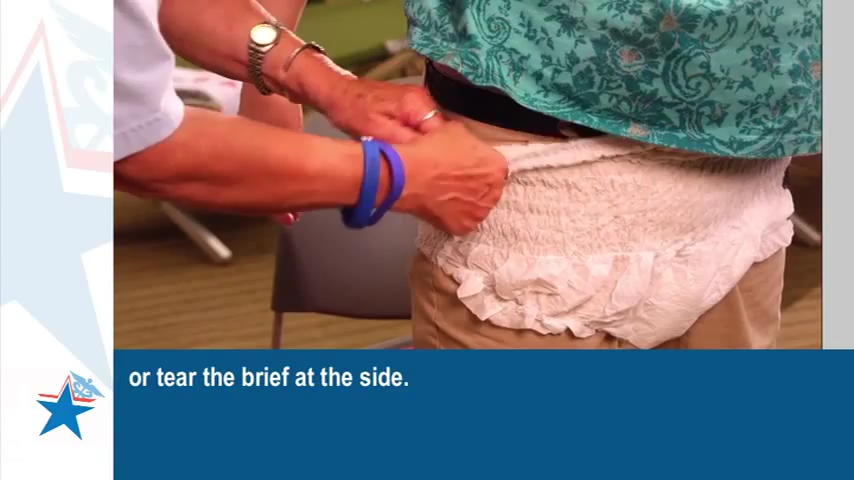 or tear the brief at the side.